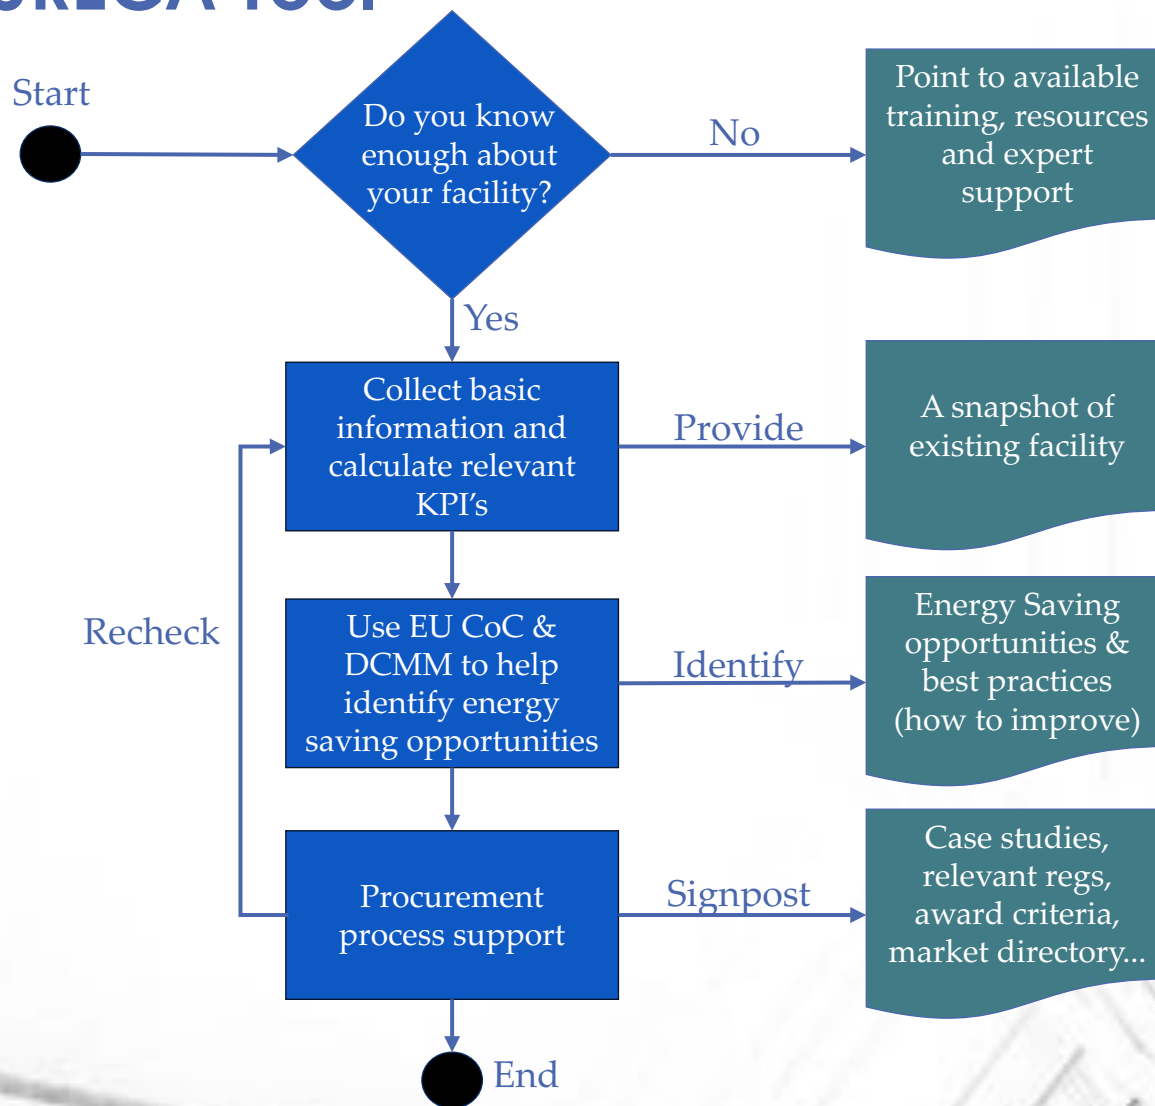 Start
Do you know
enough about
your facility?
No
Point to available
training, resources
and expert
support
Yes
Collect basic
information and
calculate relevant
KPI's
Provide
A snapshot of
existing facility
Recheck
Use EU CoC &
DCMM to help
identify energy
saving opportunities
Identify
Energy Saving
opportunities &
best practices
(how to improve)
Procurement
process support
Signpost
Case studies,
relevant regs,
award criteria,
market directory...
End